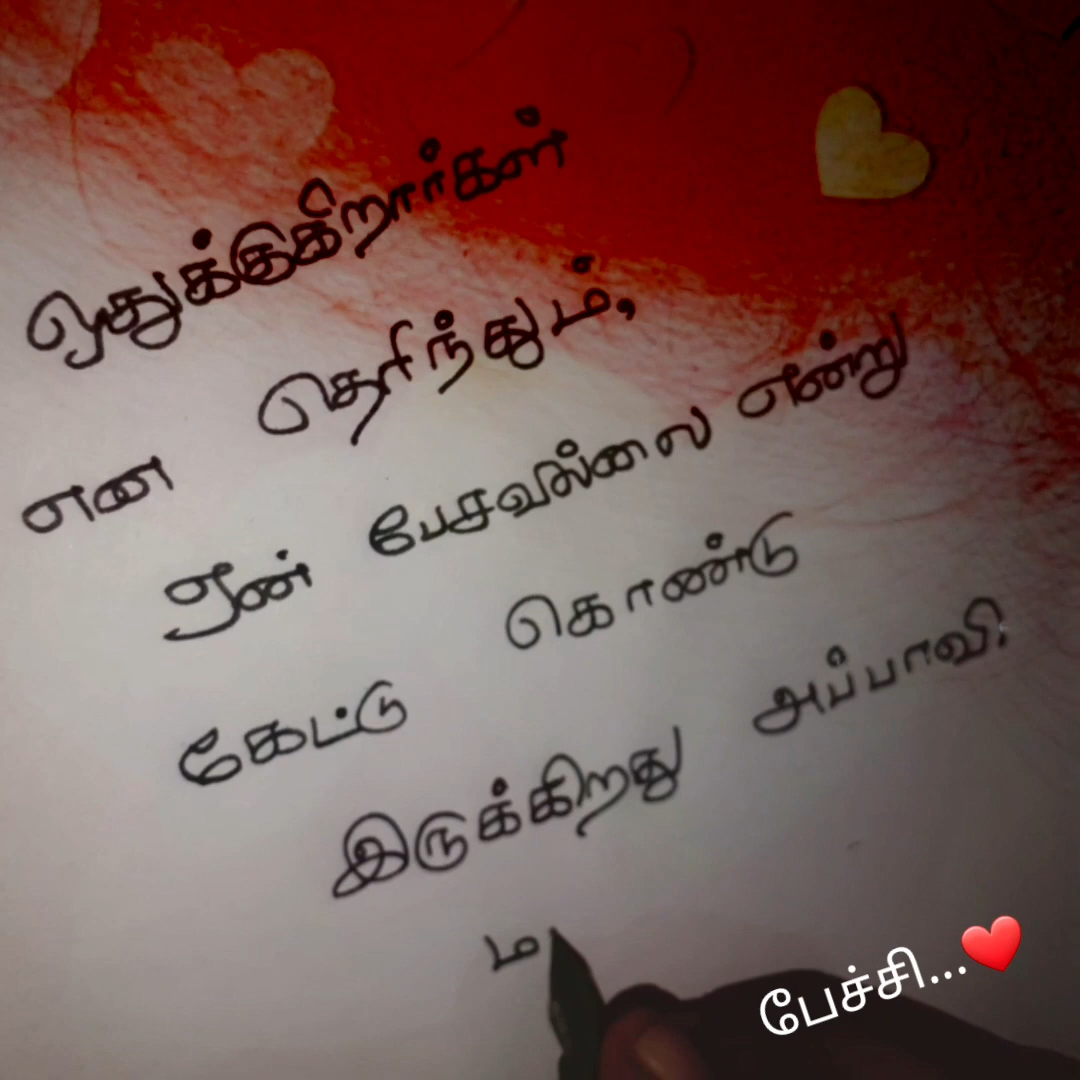 ஒதுக்குகிறார்கள்
என தெரிந்தும்,
ஏன் பேசவில்லை என்று
கேட்டு கொண்டு
இருக்கிறது அப்பாவி
ம
பேச்சி...❤️